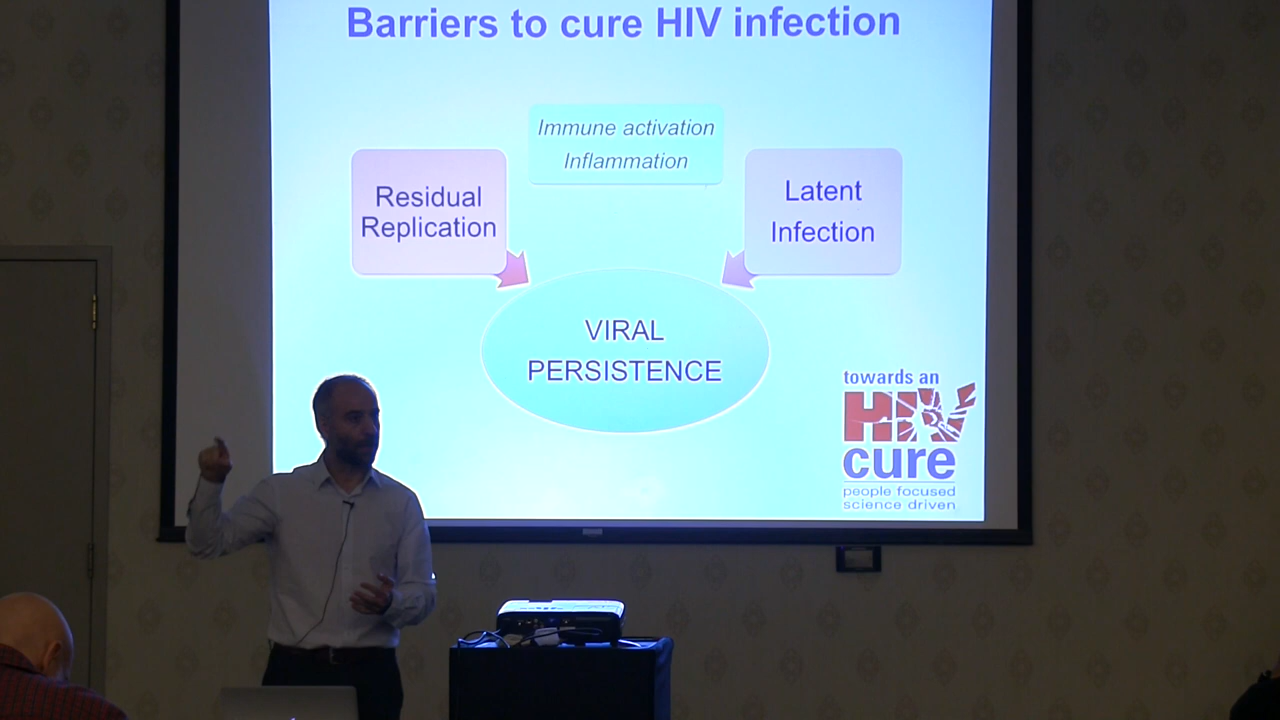 Barriers to cure HIV infection
Immune activation
Inflammation
Residual
Replication
Latent
Infection
VIRAL
PERSISTENCE
towards an
HIV
cure
people focused
science driven